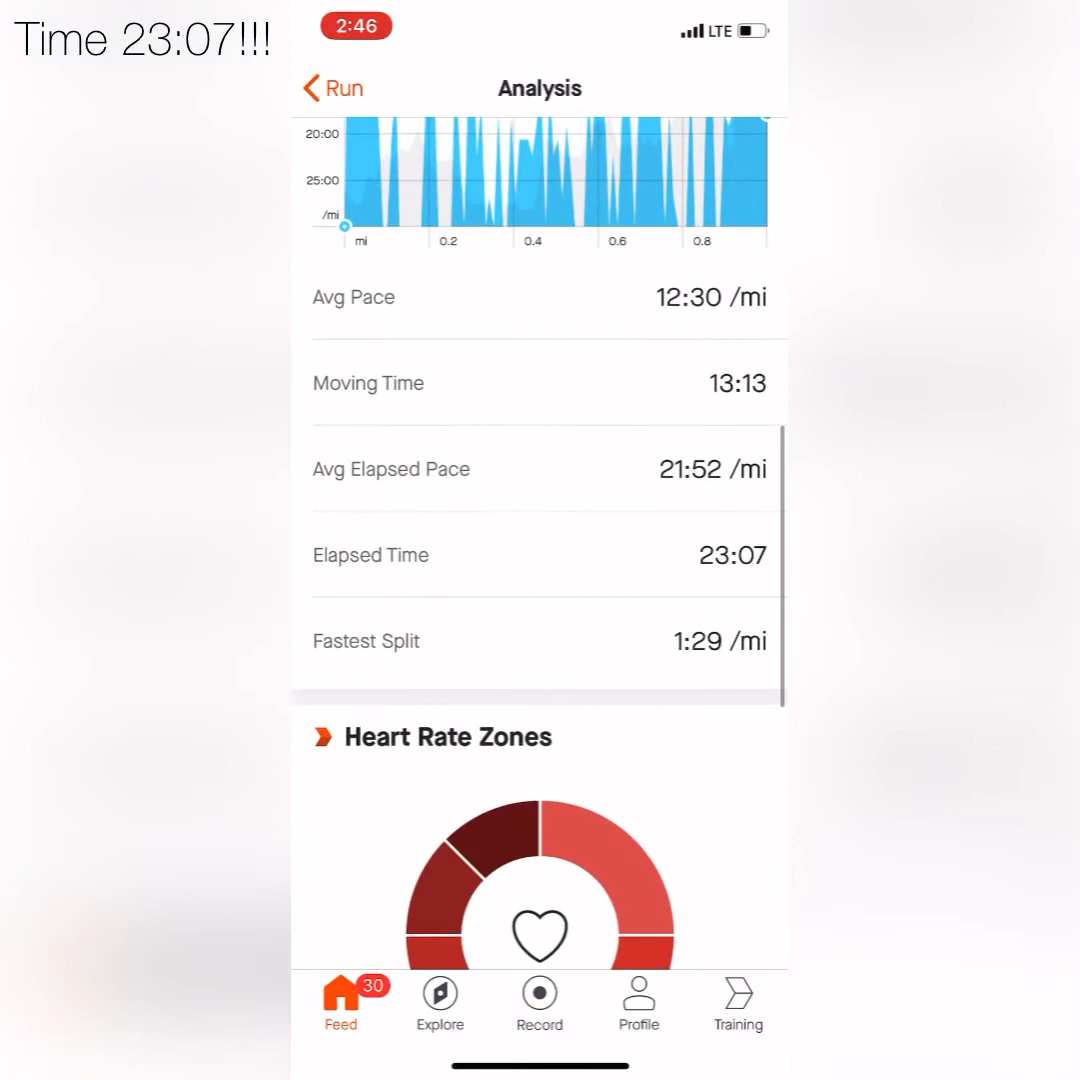 Time 23:07!!!
2:46
LTE
Run
Analysis
20:00
25:00
/mi
mi 0.2 0.4 0.6 0.8
Avg Pace 12:30 /mi
Moving Time 13:13
Avg Elapsed Pace 21:52 /mi
Elapsed Time 23:07
Fastest Split 1:29 /mi
Heart Rate Zones
30
Feed Explore Record Profile Training